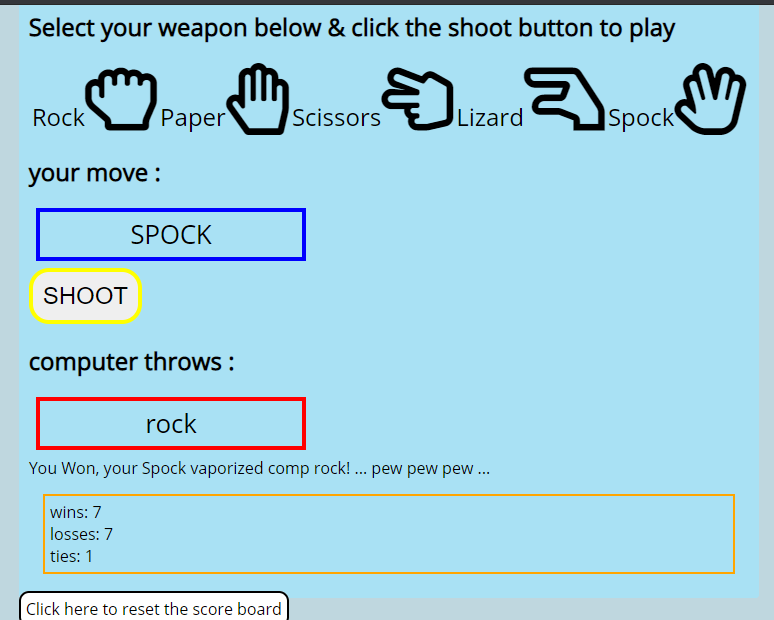 Select your weapon below & click the shoot button to play
Rock Paper Scissors Lizard Spock
your move :
SPOCK
SHOOT
computer throws :
rock
You Won, your Spock vaporized comp rock! ... pew pew pew ...
wins: 7
losses: 7
ties: 1
Click here to reset the score board